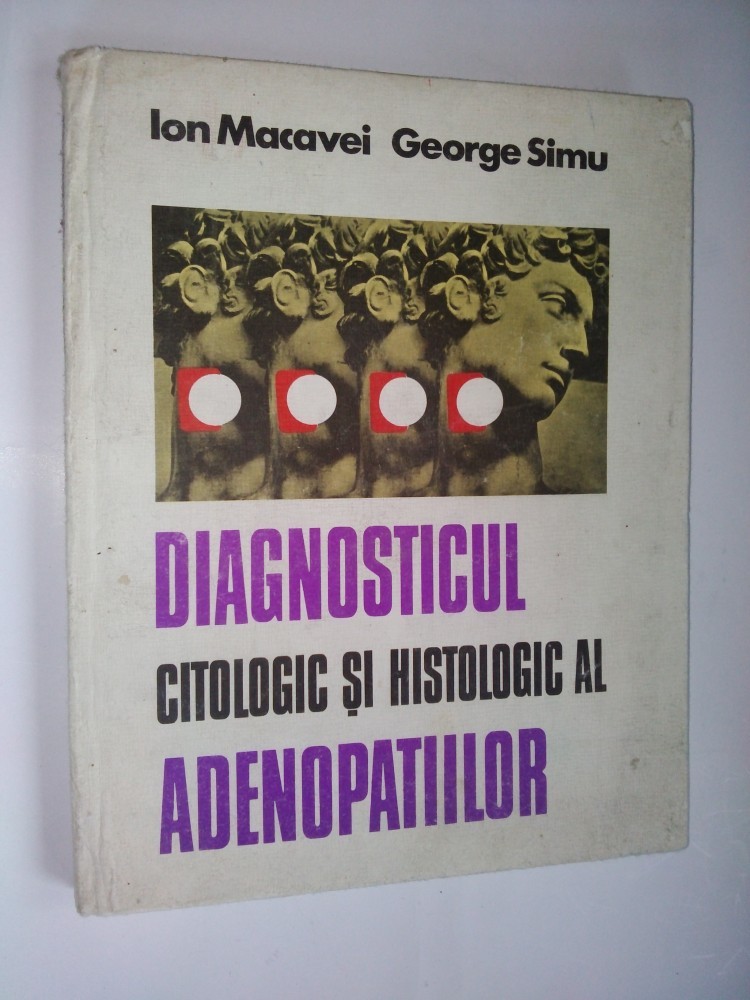 Ion Macavei George Simu
DIAGNOSTICUL
CITOLOGIC ȘI HISTOLOGIC AL
ADENOPATIILOR